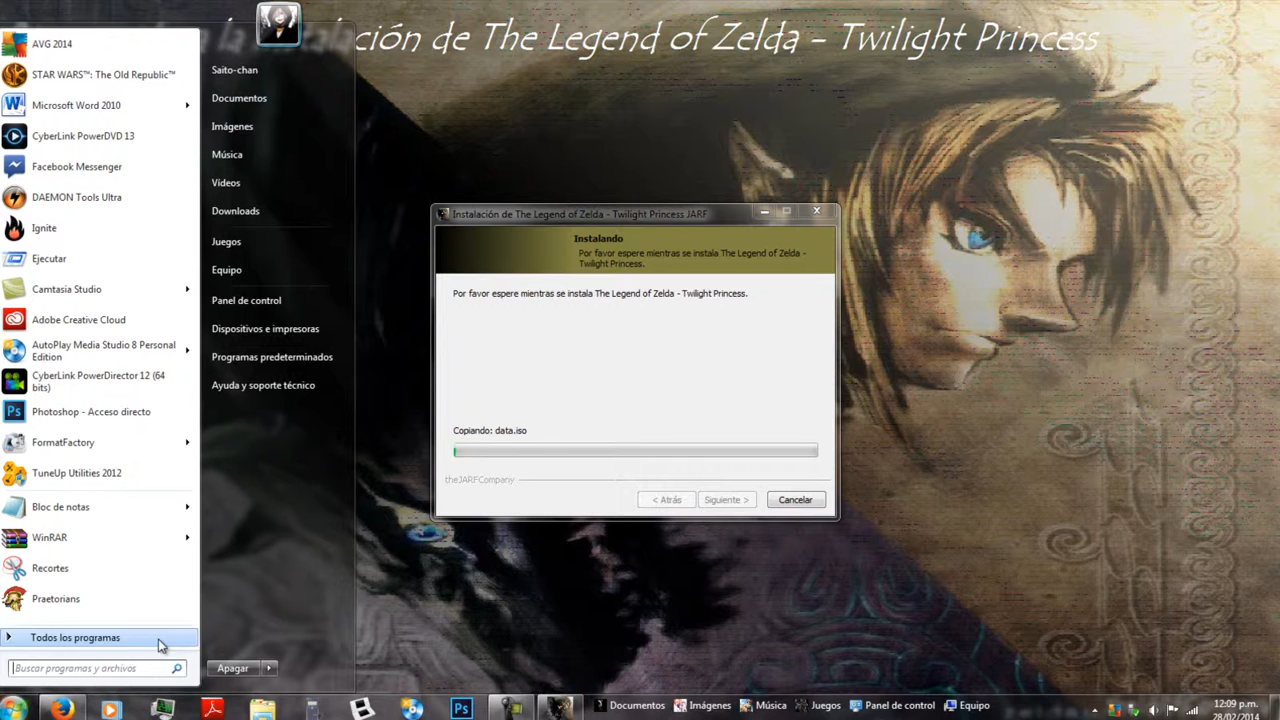 la instalación de The Legend of Zelda - Twilight Princess
AVG 2014
STAR WARS™: The Old Republic™
Microsoft Word 2010
CyberLink PowerDVD 13
Facebook Messenger
DAEMON Tools Ultra
Ignite
Ejecutar
Camtasia Studio
Adobe Creative Cloud
AutoPlay Media Studio 8 Personal
Edition
CyberLink PowerDirector 12 (64
bits)
Photoshop - Acceso directo
FormatFactory
TuneUp Utilities 2012
Bloc de notas
WinRAR
Recortes
Praetorians
Todos los programas
Buscar programas y archivos
Saito-chan
Documentos
Imágenes
Música
Vídeos
Downloads
Juegos
Equipo
Panel de control
Dispositivos e impresoras
Programas predeterminados
Ayuda y soporte técnico
Apagar
Instalación de The Legend of Zelda - Twilight Princess JARF
Instalando
Por favor espere mientras se instala The Legend of Zelda -
Twilight Princess.
Por favor espere mientras se instala The Legend of Zelda - Twilight Princess.
Copiando: data.iso
theJARFCompany
< Atrás
Siguiente >
Cancelar
Ps
Documentos
Imágenes
Música
Juegos
Panel de control
Equipo
12:09 p.m.
28/02/2014